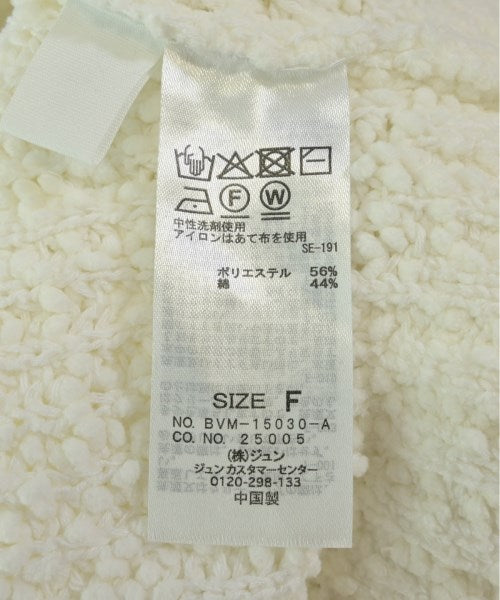 F W
中性洗剤使用
アイロンはあて布を使用
SE-191
ポリエステル 56%
綿 44%
SIZE F
NO. BVM-15030-A
CO. NO. 25005
(株)ジュン
ジュンカスタマーセンター
0120-298-133
中国製